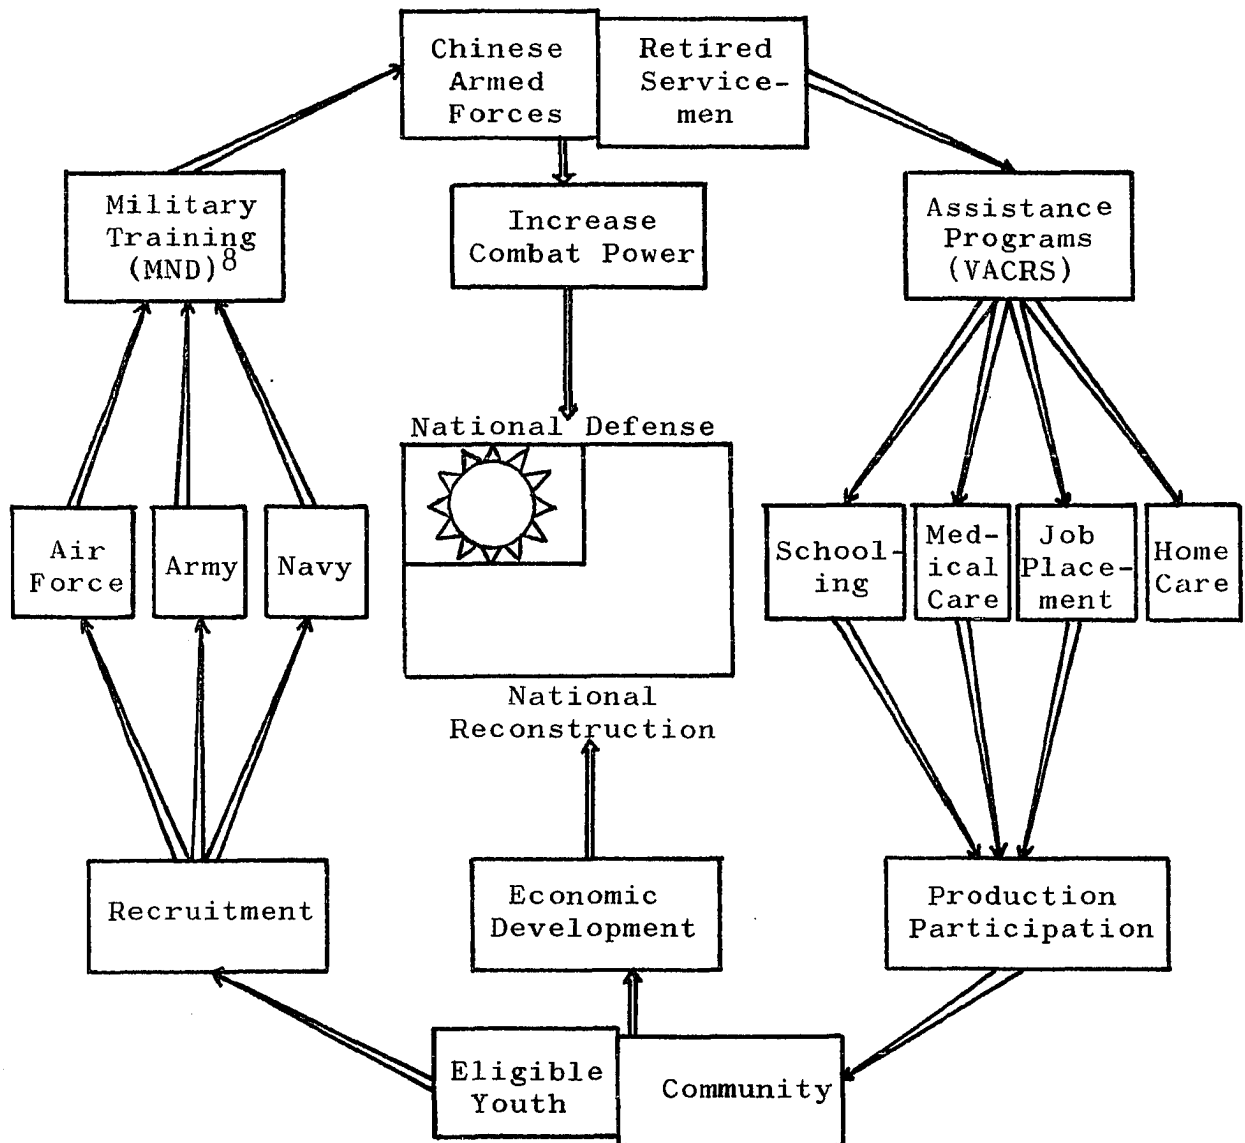 Chinese
Armed
Forces
Retired
Service-
men
Military
Training
(MND)8
Increase
Combat Power
Assistance
Programs
(VACRS)
National Defense
Air
Force
Army
Navy
School-
ing
Med-
ical
Care
Job
Place-
ment
Home
Care
National
Reconstruction
Recruitment
Economic
Development
Production
Participation
Eligible
Youth
Community